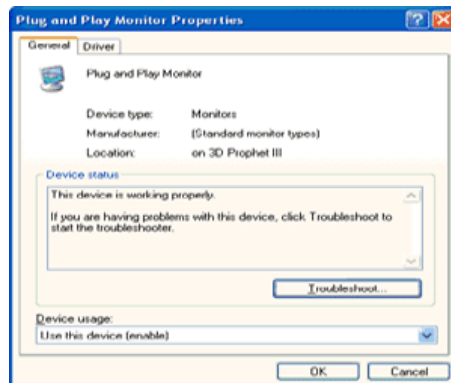 Plug and Play Monitor Properties
General Driver
Plug and Play Monitor
Device type: Monitors
Manufacturer: (Standard monitor types)
Location: on 3D Prophet III
Device status
This device is working properly.
If you are having problems with this device, click Troubleshoot to
start the troubleshooter.
Troubleshoot...
Device usage:
Use this device (enable)
OK Cancel